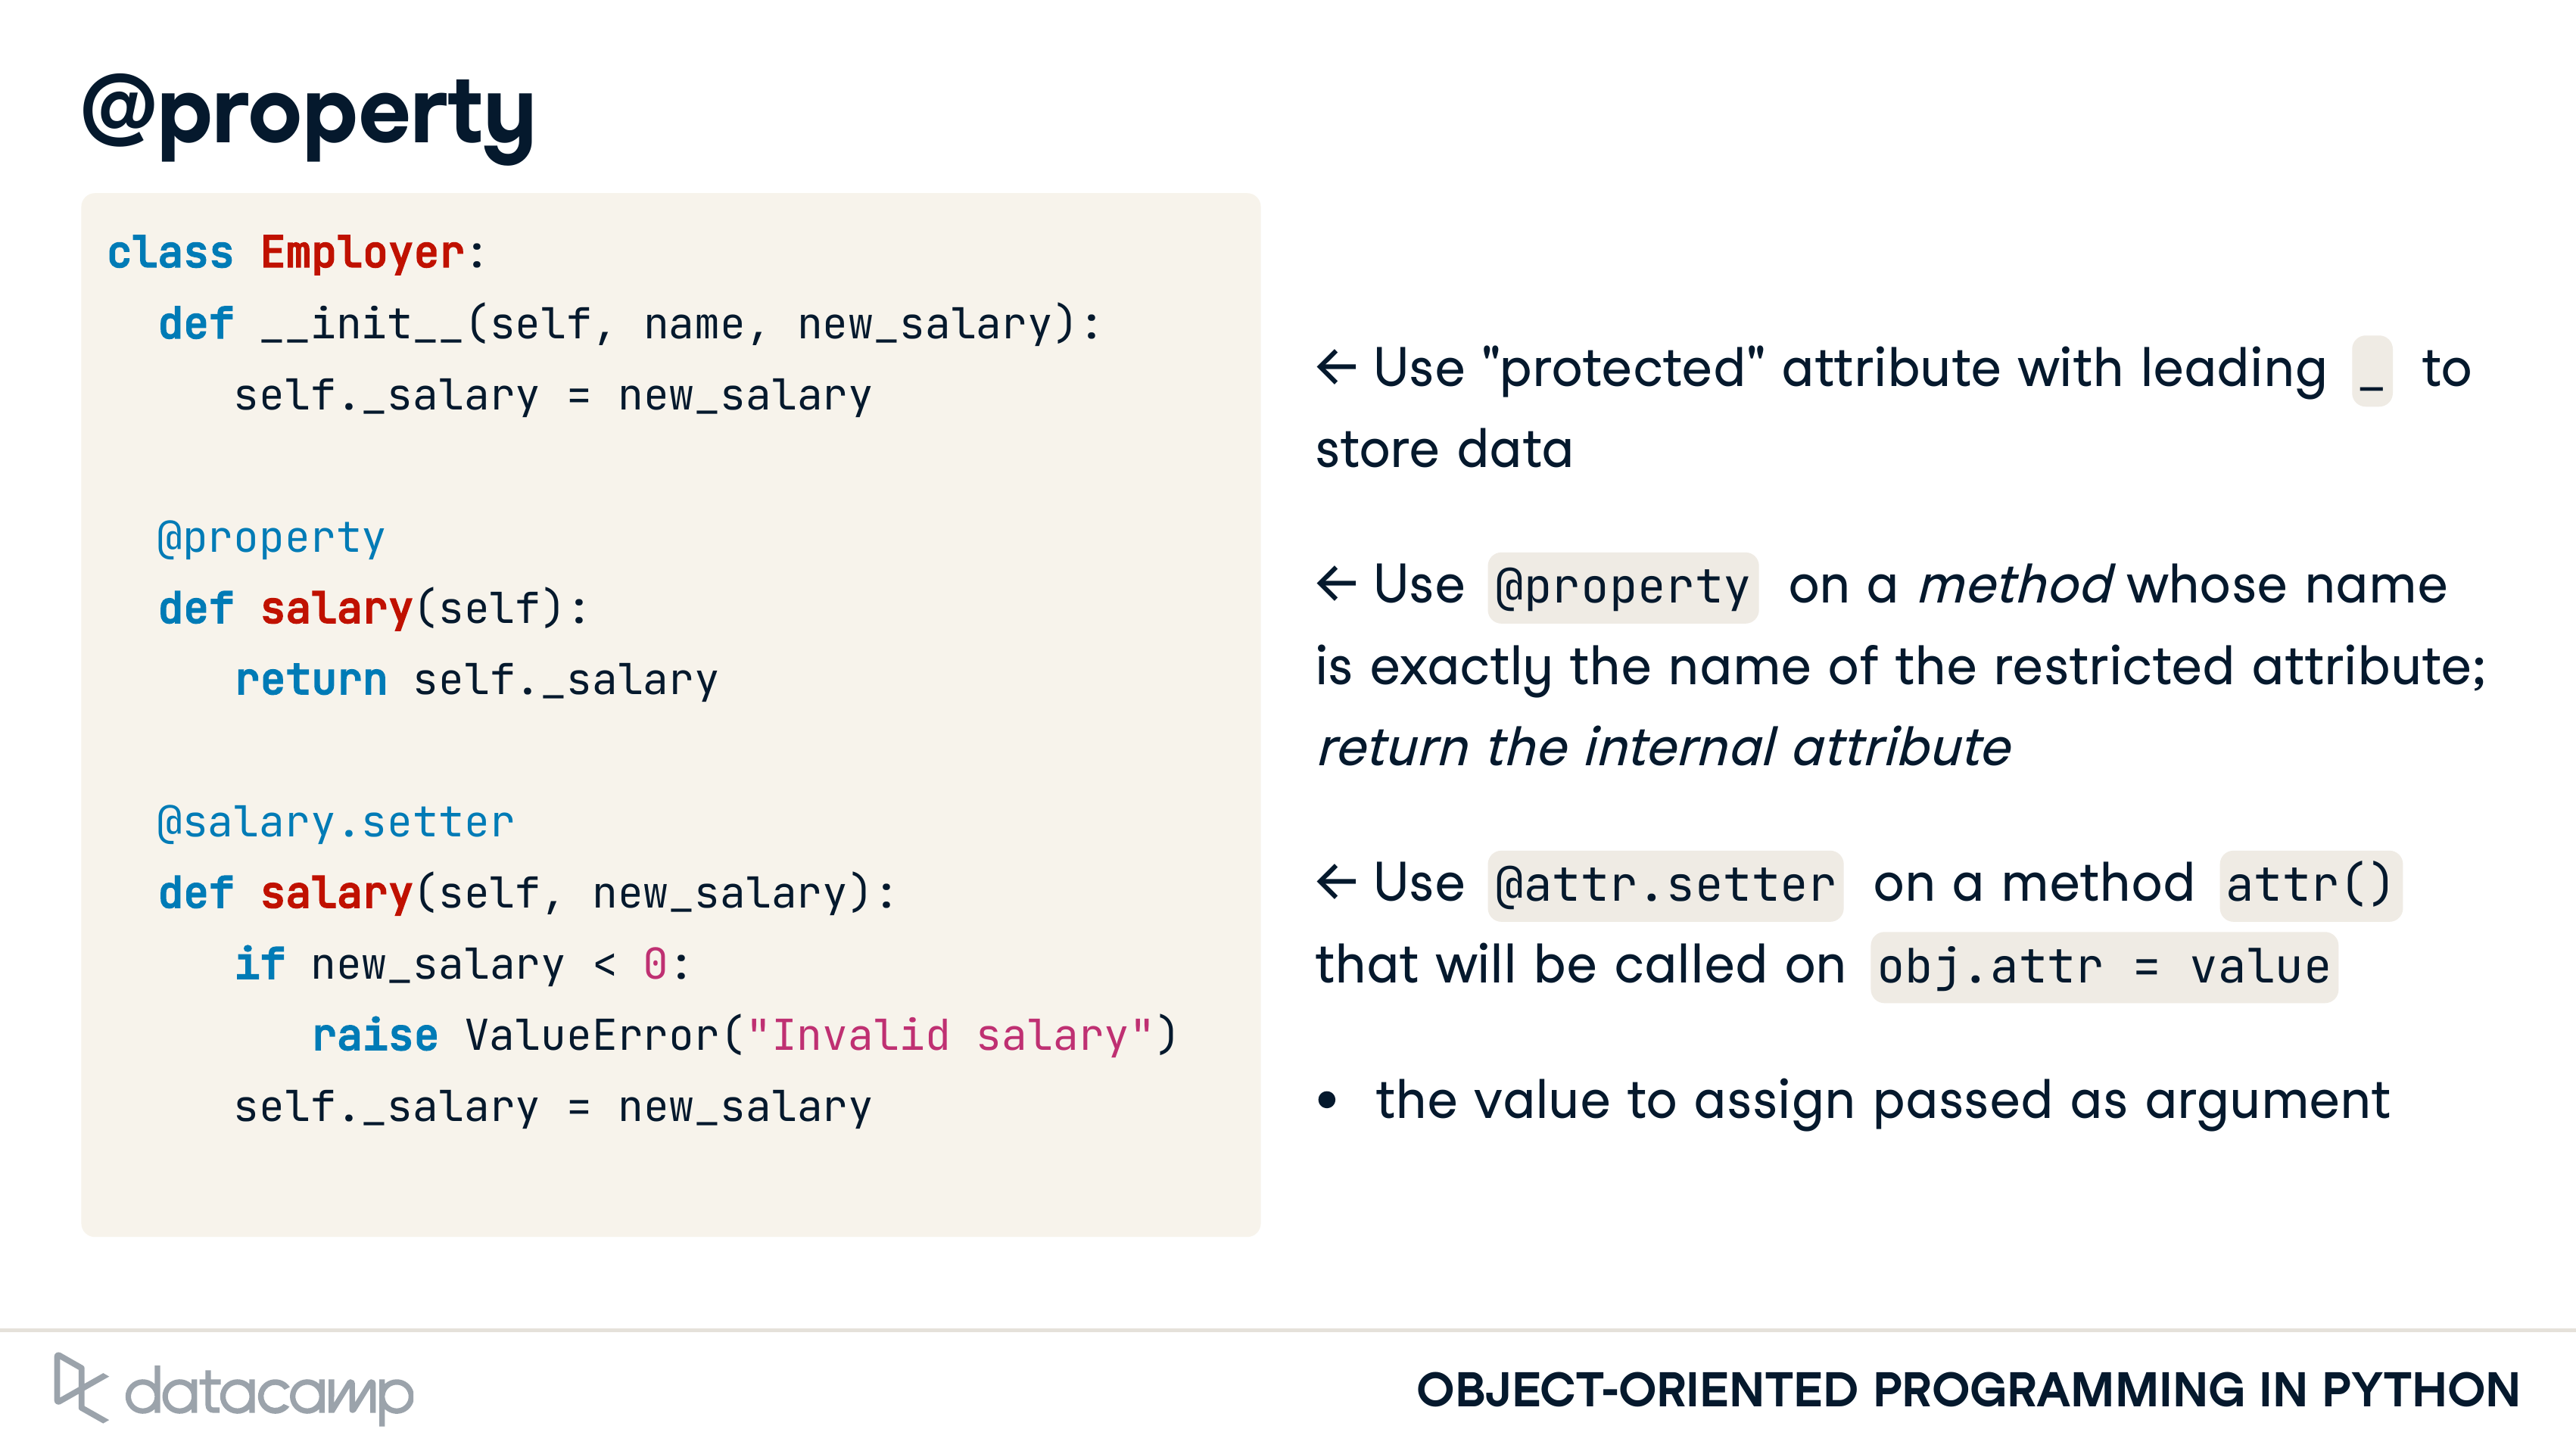 @property
class Employer:
def __init__(self, name, new_salary):
self._salary = new_salary
@property
def salary(self):
return self._salary
@salary.setter
def salary(self, new_salary):
if new_salary < 0:
raise ValueError("Invalid salary")
self._salary = new_salary
← Use "protected" attribute with leading _ to
store data
← Use @property on a method whose name
is exactly the name of the restricted attribute;
return the internal attribute
← Use @attr.setter on a method attr()
that will be called on obj.attr = value
• the value to assign passed as argument
datacamp
OBJECT-ORIENTED PROGRAMMING IN PYTHON